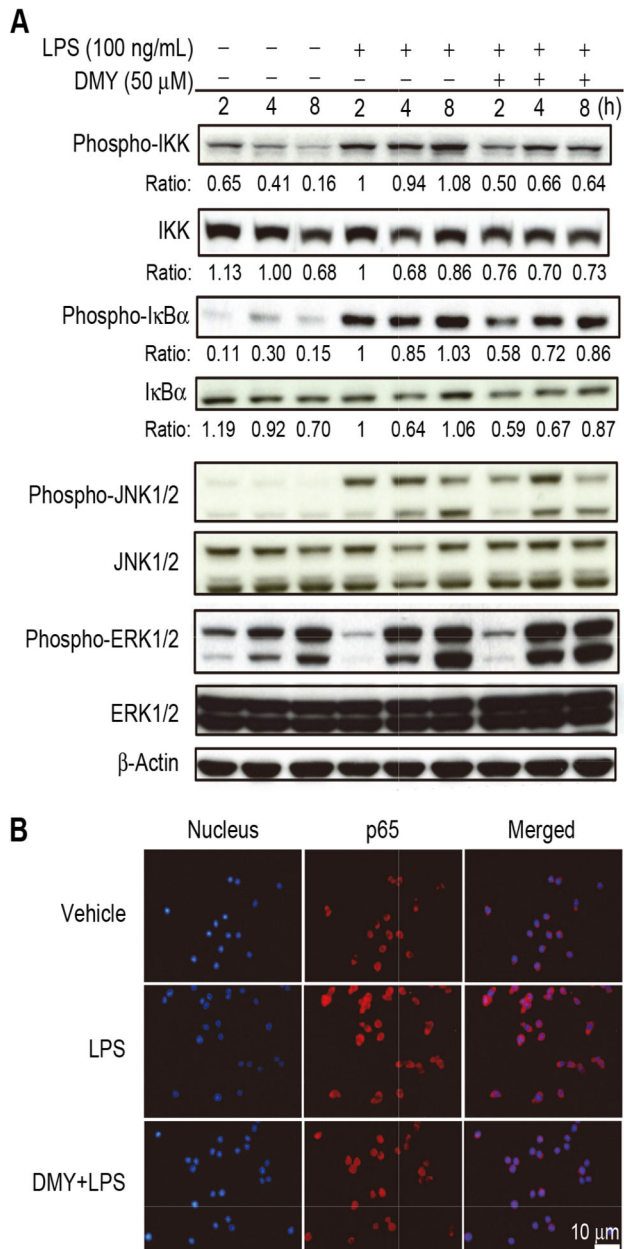 A
LPS (100 ng/mL) – – – + + + + + +
DMY (50 µM) – – – – – – + + +
2 4 8 2 4 8 2 4 8 (h)
Phospho-IKK
Ratio: 0.65 0.41 0.16 1 0.94 1.08 0.50 0.66 0.64
IKK
Ratio: 1.13 1.00 0.68 1 0.68 0.86 0.76 0.70 0.73
Phospho-IκBα
Ratio: 0.11 0.30 0.15 1 0.85 1.03 0.58 0.72 0.86
IκBα
Ratio: 1.19 0.92 0.70 1 0.64 1.06 0.59 0.67 0.87
Phospho-JNK1/2
JNK1/2
Phospho-ERK1/2
ERK1/2
β-Actin
B
Nucleus p65 Merged
Vehicle
LPS
DMY+LPS
10 µm